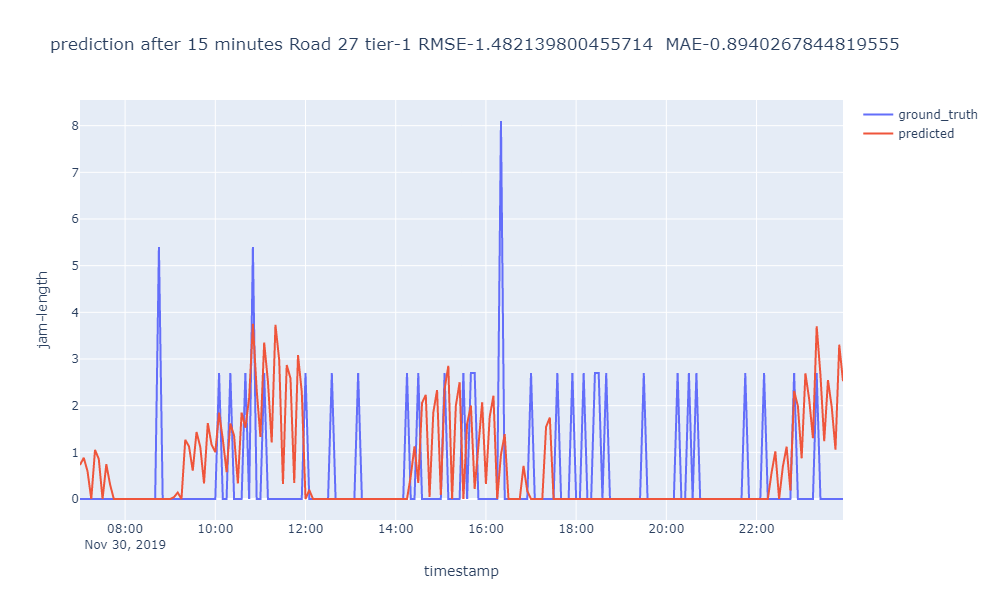 prediction after 15 minutes Road 27 tier-1 RMSE-1.482139800455714  MAE-0.8940267844819555
ground_truth
predicted
jam-length
8
7
6
5
4
3
2
1
0
08:00
10:00
12:00
14:00
16:00
18:00
20:00
22:00
Nov 30, 2019
timestamp